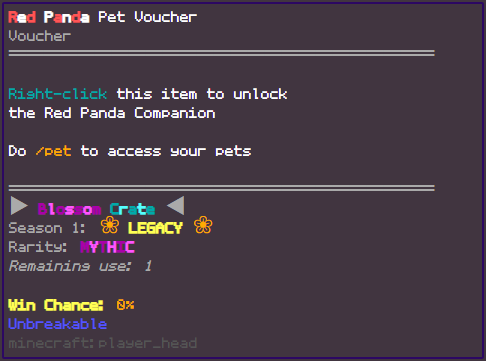 Red Panda Pet Voucher
Voucher
Right-click this item to unlock
the Red Panda Companion
Do /pet to access your pets
▶ Blossom Crate ◀
Season 1: ❀ LEGACY ❀
Rarity: MYTHIC
Remaining use: 1
Win Chance: 0%
Unbreakable
minecraft:player_head